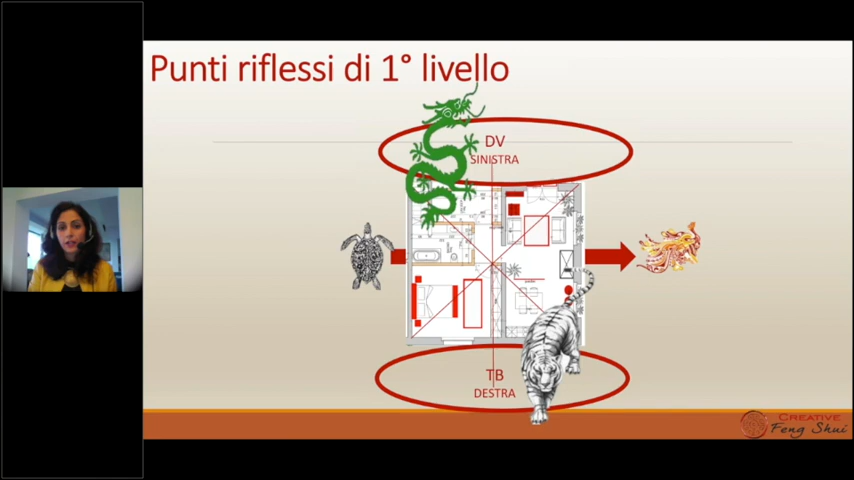 Punti riflessi di 1° livello
DV
SINISTRA
TB
DESTRA
CREATIVE
Feng Shui